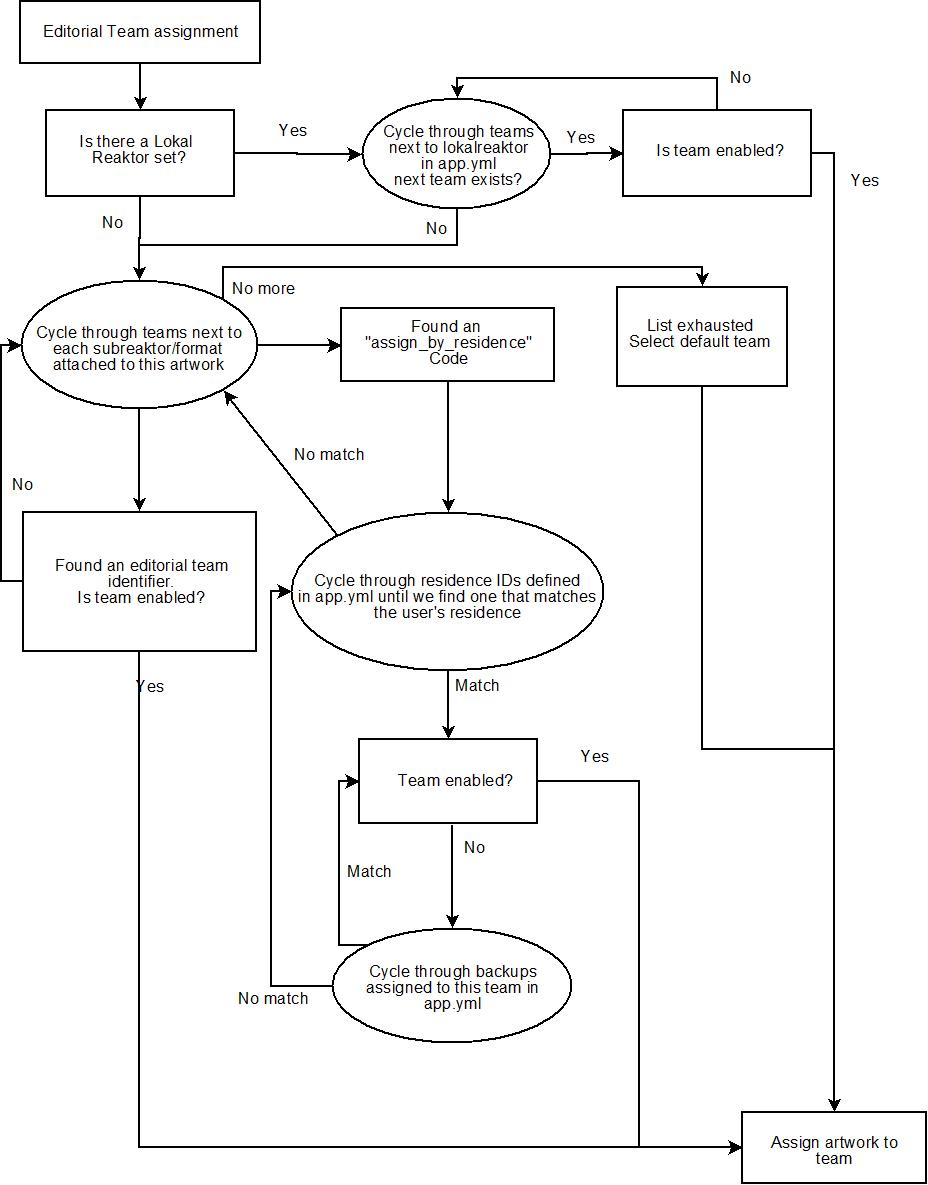 Editorial Team assignment
No
Is there a Lokal
Reaktor set?
Yes
Cycle through teams
next to lokalreaktor
in app.yml
next team exists?
Yes
Is team enabled?
Yes
No
No
No more
Cycle through teams next to
each subreaktor/format
attached to this artwork
Found an
"assign_by_residence"
Code
List exhausted
Select default team
No match
No
Found an editorial team
identifier.
Is team enabled?
Cycle through residence IDs defined
in app.yml until we find one that matches
the user's residence
Yes
Match
Team enabled?
Yes
No
Match
Cycle through backups
assigned to this team in
app.yml
No match
Assign artwork to
team